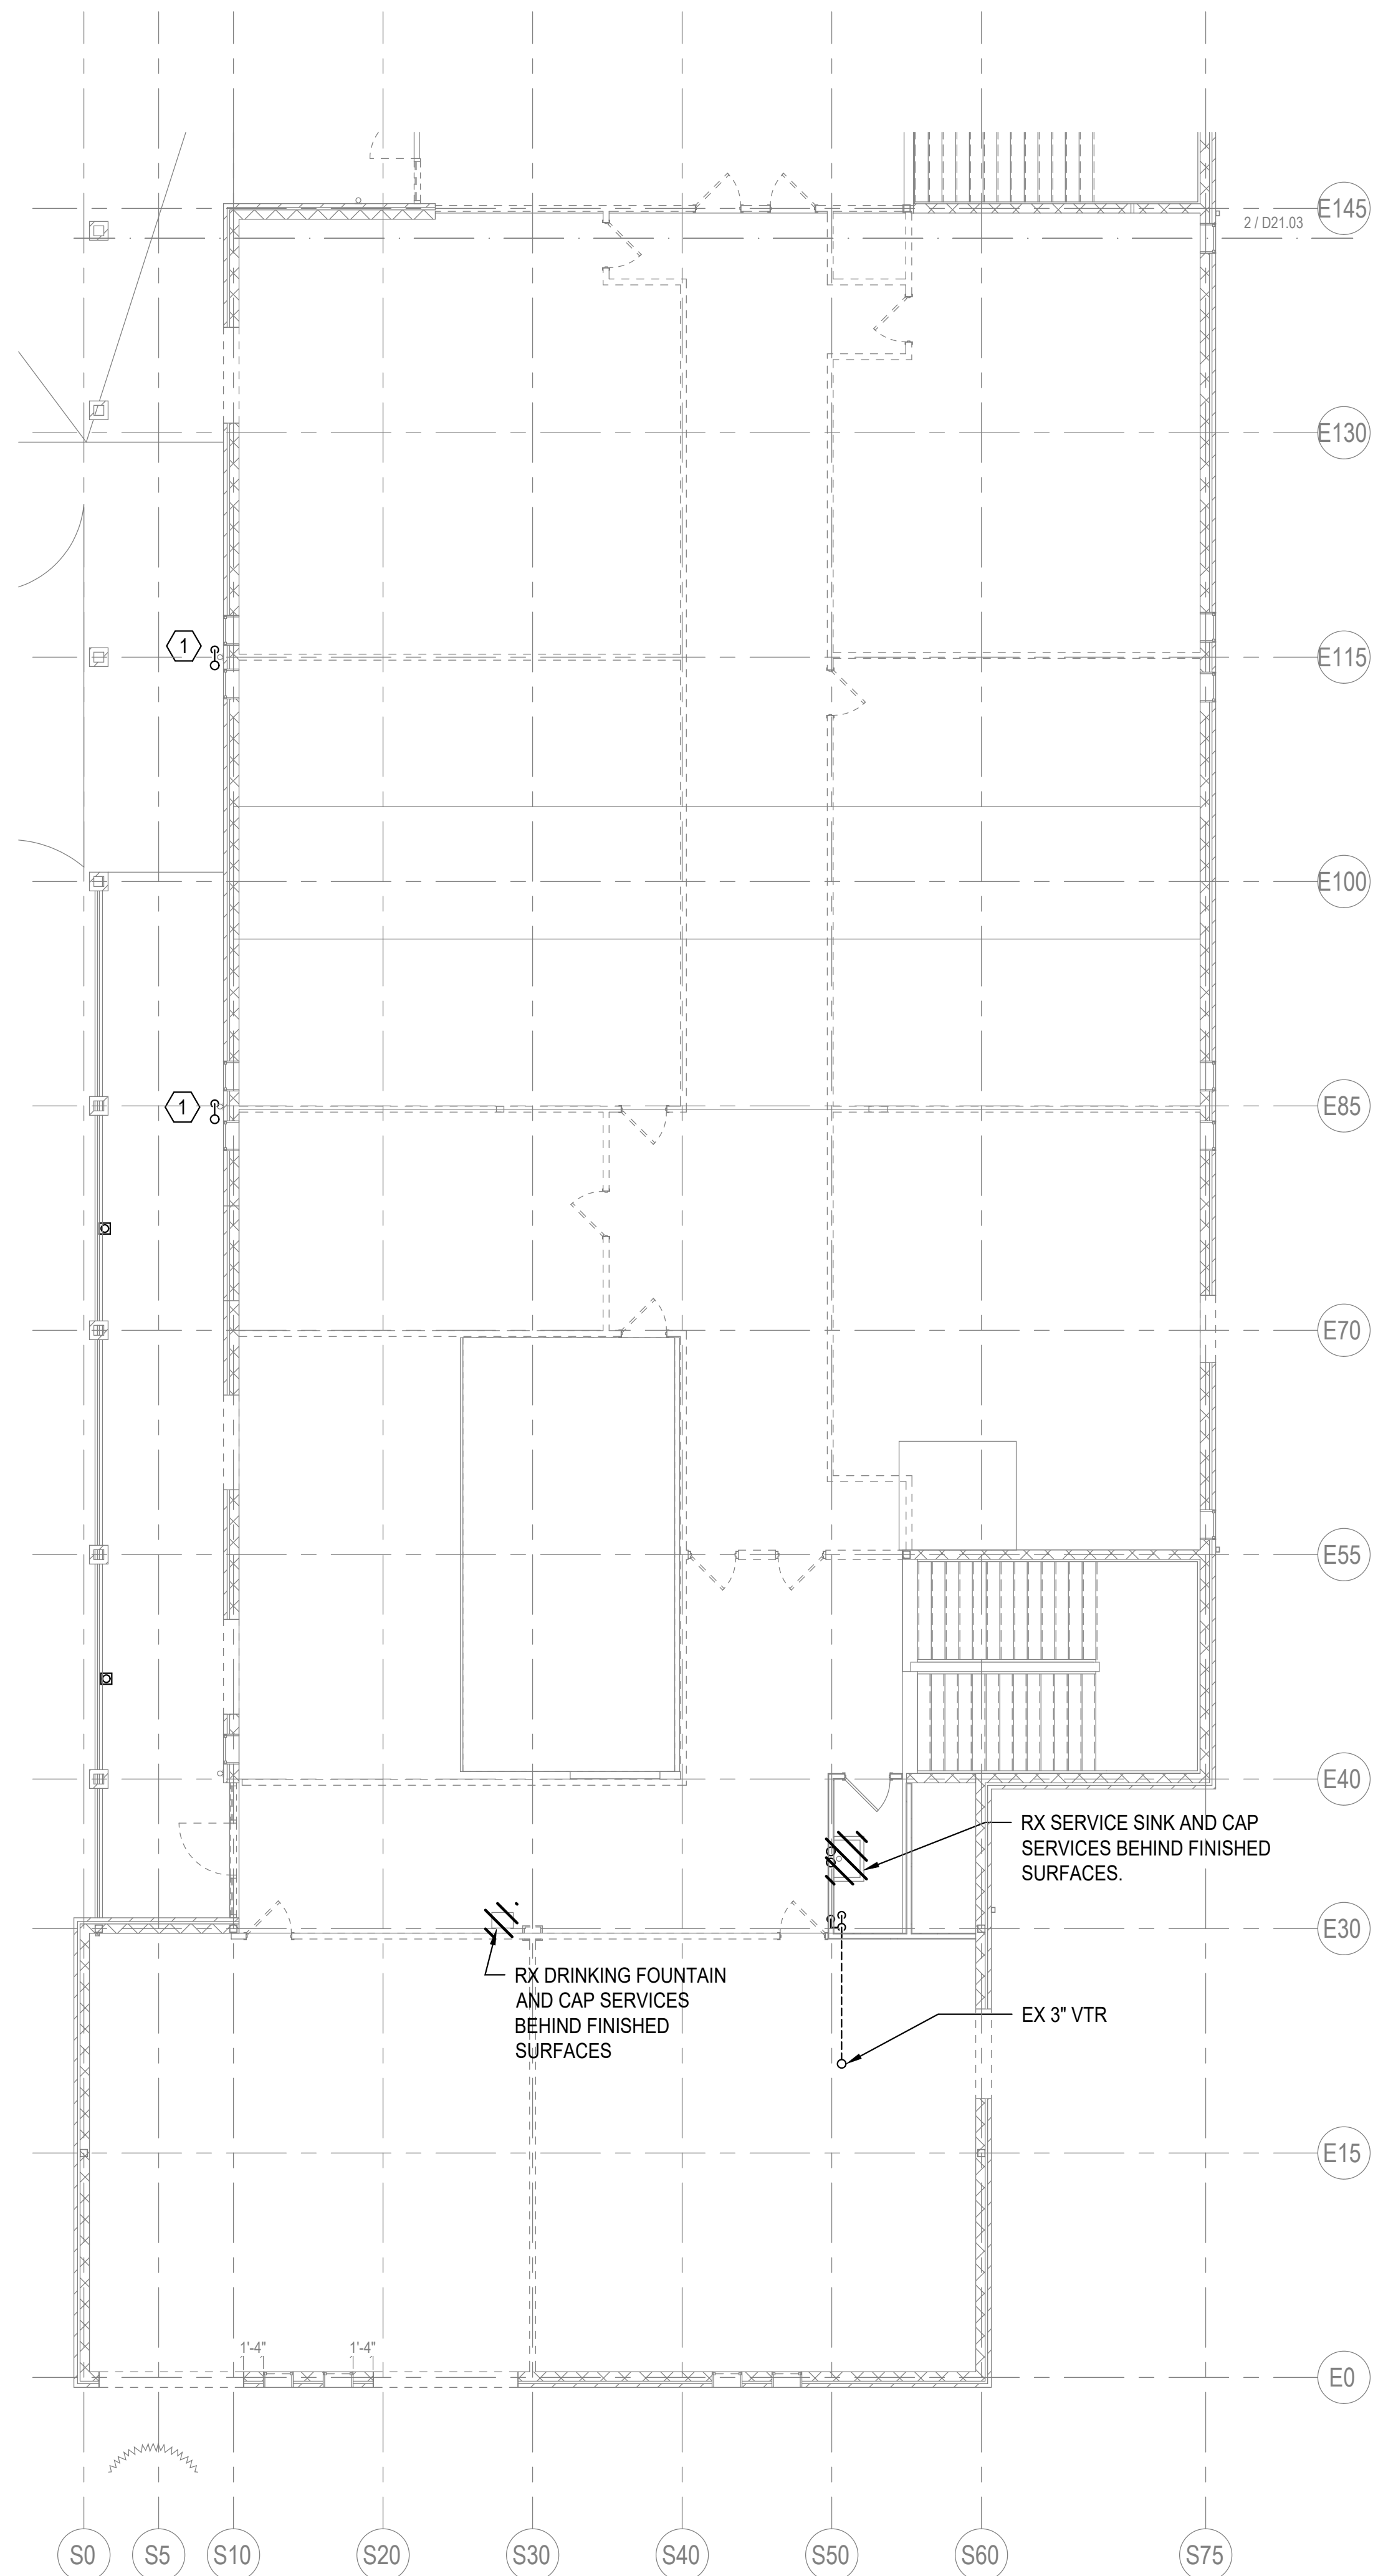 E145
2 / D21.03
E130
1
E115
E100
1
E85
E70
E55
E40
RX SERVICE SINK AND CAP
SERVICES BEHIND FINISHED
SURFACES.
E30
RX DRINKING FOUNTAIN
AND CAP SERVICES
BEHIND FINISHED
SURFACES
EX 3" VTR
E15
1'-4"
1'-4"
E0
S0
S5
S10
S20
S30
S40
S50
S60
S75